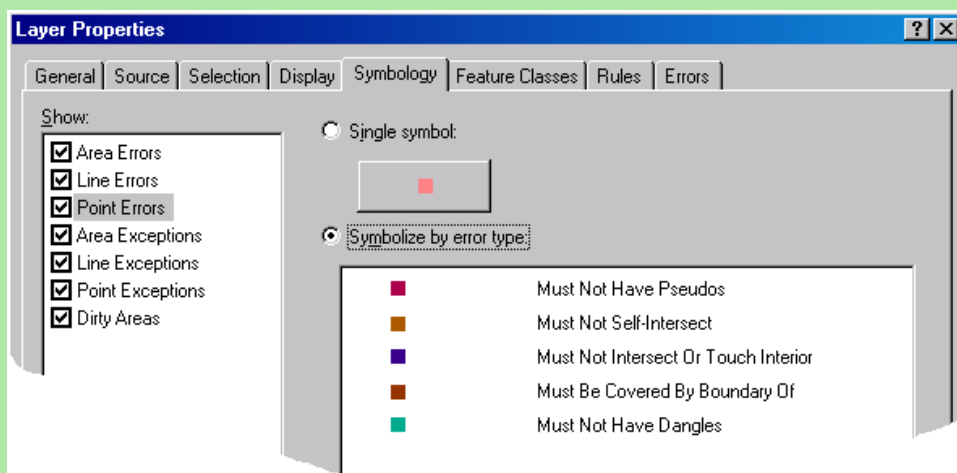 Layer Properties
General Source Selection Display Symbology Feature Classes Rules Errors
Show:
Area Errors
Line Errors
Point Errors
Area Exceptions
Line Exceptions
Point Exceptions
Dirty Areas
Single symbol:
Symbolize by error type:
Must Not Have Pseudos
Must Not Self-Intersect
Must Not Intersect Or Touch Interior
Must Be Covered By Boundary Of
Must Not Have Dangles